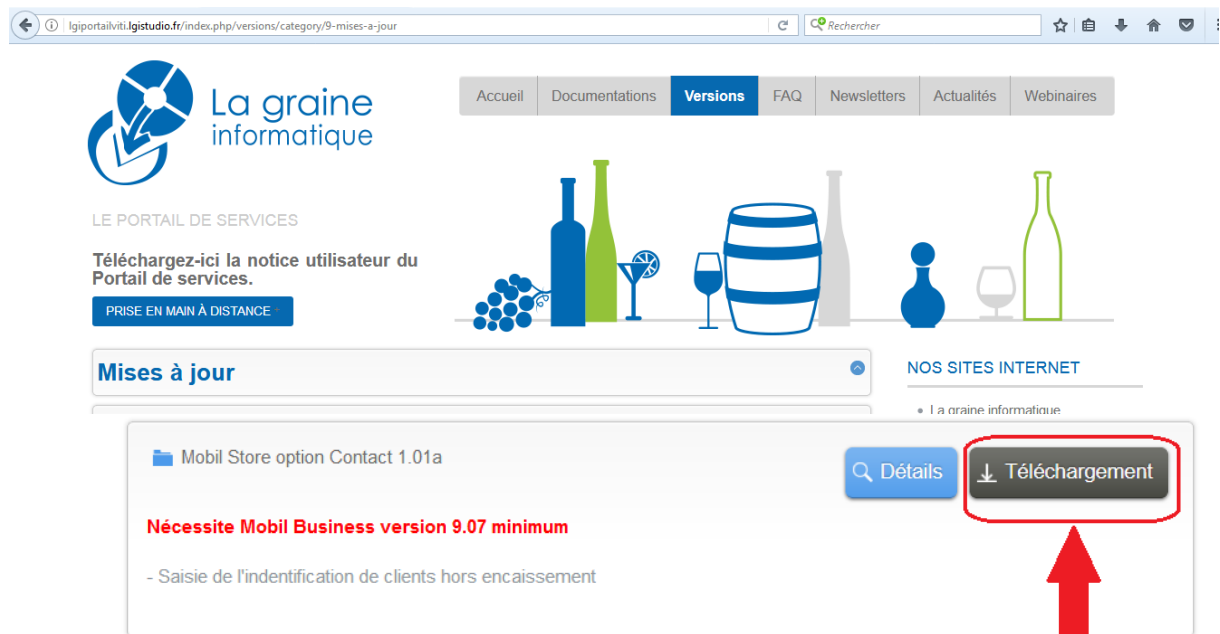 lgiportailviti.lgistudio.fr/index.php/versions/category/9-mises-a-jour
Rechercher
La graine
informatique
Accueil Documentations Versions FAQ Newsletters Actualités Webinaires
LE PORTAIL DE SERVICES
Téléchargez-ici la notice utilisateur du
Portail de services.
PRISE EN MAIN À DISTANCE
Mises à jour
NOS SITES INTERNET
La graine informatique
Mobil Store option Contact 1.01a
Détails
Téléchargement
Nécessite Mobil Business version 9.07 minimum
- Saisie de l'indentification de clients hors encaissement